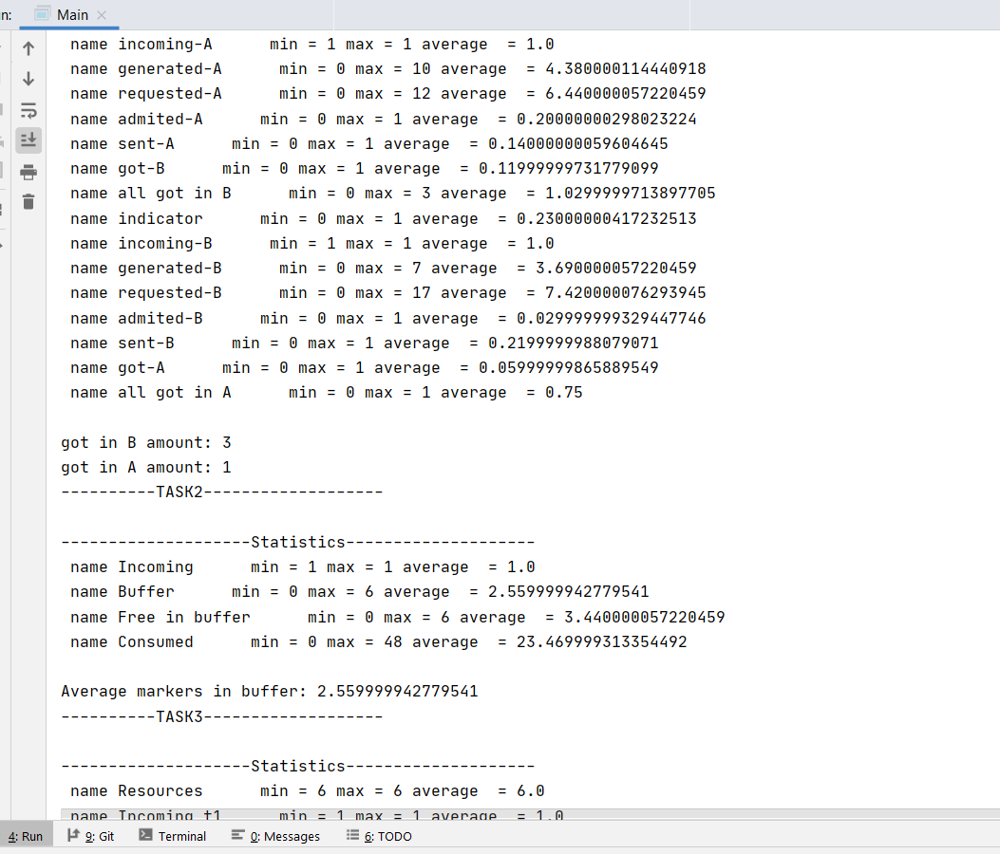 n: Main
name incoming-A min = 1 max = 1 average = 1.0
name generated-A min = 0 max = 10 average = 4.380000114440918
name requested-A min = 0 max = 12 average = 6.440000057220459
name admited-A min = 0 max = 1 average = 0.20000000298023224
name sent-A min = 0 max = 1 average = 0.14000000059604645
name got-B min = 0 max = 1 average = 0.11999999731779099
name all got in B min = 0 max = 3 average = 1.0299999713897705
name indicator min = 0 max = 1 average = 0.23000000417232513
name incoming-B min = 1 max = 1 average = 1.0
name generated-B min = 0 max = 7 average = 3.690000057220459
name requested-B min = 0 max = 17 average = 7.420000076293945
name admited-B min = 0 max = 1 average = 0.029999999329447746
name sent-B min = 0 max = 1 average = 0.2199999988079071
name got-A min = 0 max = 1 average = 0.05999999865889549
name all got in A min = 0 max = 1 average = 0.75
got in B amount: 3
got in A amount: 1
----------TASK2-------------------
--------------------Statistics--------------------
name Incoming min = 1 max = 1 average = 1.0
name Buffer min = 0 max = 6 average = 2.559999942779541
name Free in buffer min = 0 max = 6 average = 3.440000057220459
name Consumed min = 0 max = 48 average = 23.469999313354492
Average markers in buffer: 2.559999942779541
----------TASK3-------------------
--------------------Statistics--------------------
name Resources min = 6 max = 6 average = 6.0
name Incoming t1 min = 1 max = 1 average = 1.0
4: Run 9: Git Terminal 0: Messages 6: TODO